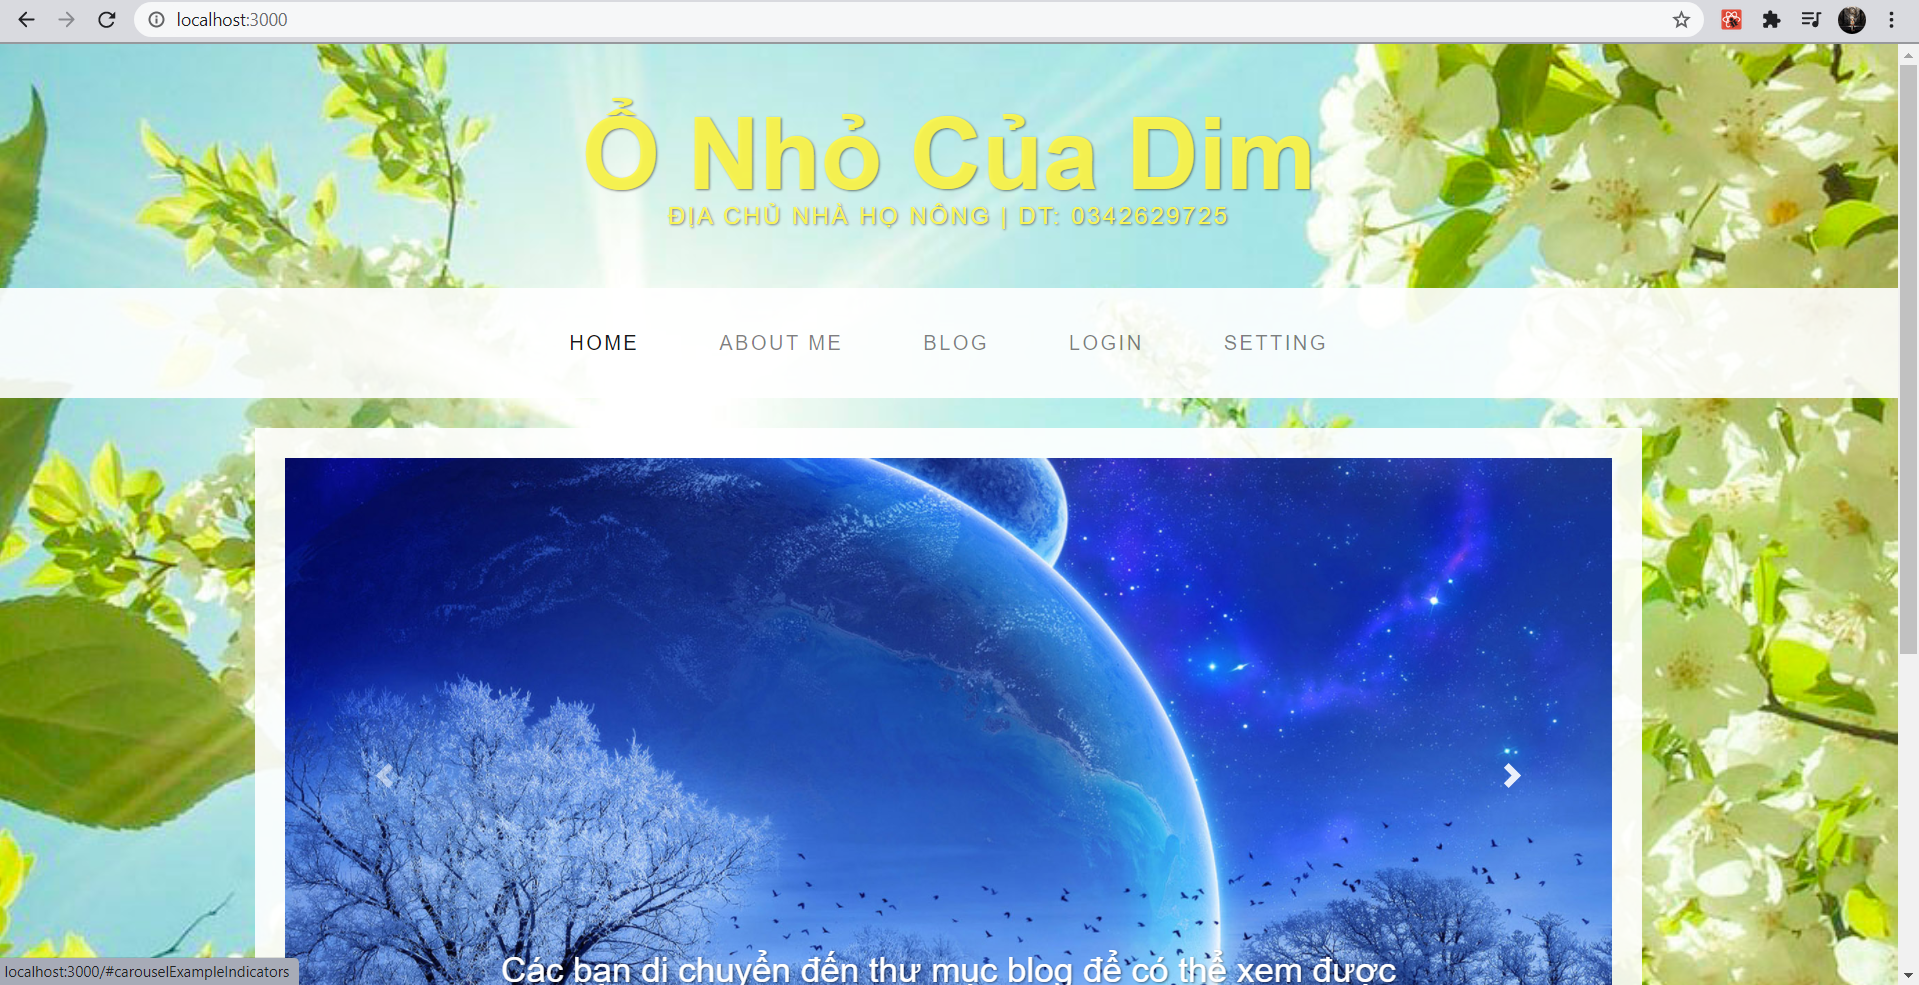 localhost:3000
Ổ Nhỏ Của Dim
ĐỊA CHỦ NHÀ HỌ NÔNG | DT: 0342629725
HOME ABOUT ME BLOG LOGIN SETTING
Các bạn di chuyển đến thư mục blog để có thể xem được
localhost:3000/#carouselExampleIndicators